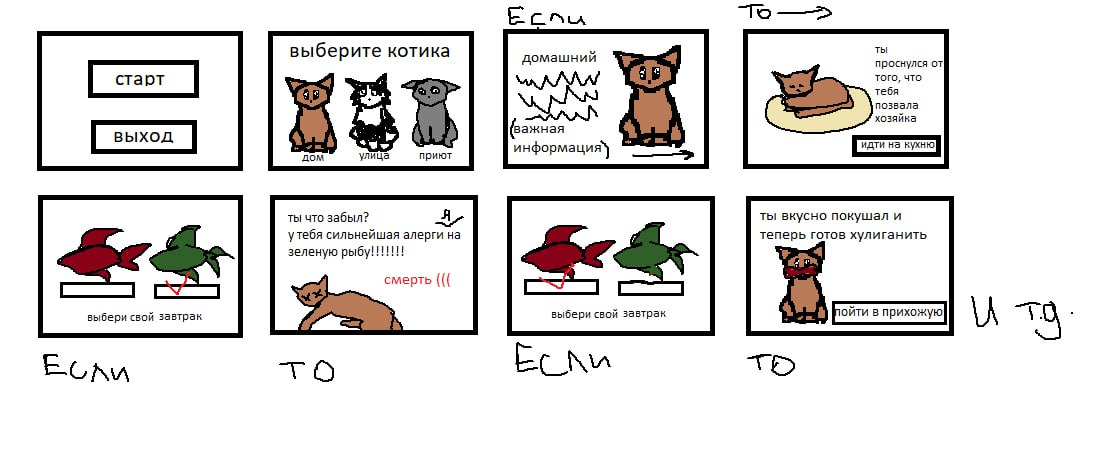 Если
то
старт
выход
выберите котика
дом
улица
приют
домашний
(важная
информация)
ты
проснулся от
того, что
тебя
позвала
хозяйка
идти на кухню
выбери свой завтрак
ты что забыл?
у тебя сильнейшая алерги на
зеленую рыбу!!!!!!!
смерть (((
выбери свой завтрак
ты вкусно покушал и
теперь готов хулиганить
пойти в прихожую
и т.д.
Если
то
Если
то